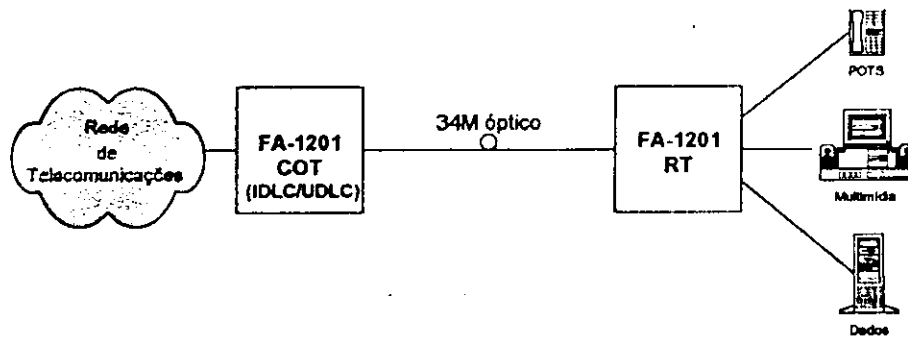 Rede
de
Telecomunicações
FA-1201
COT
(IDLC/UDLC)
34M óptico
FA-1201
RT
POTS
Multimídia
Dados